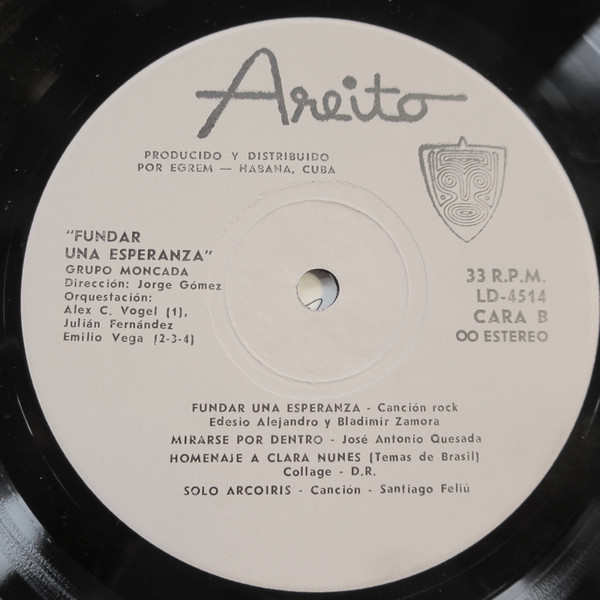 Areito
PRODUCIDO Y DISTRIBUIDO
POR EGREM — HABANA, CUBA
"FUNDAR
UNA ESPERANZA"
GRUPO MONCADA
Dirección: Jorge Gómez
Orquestación:
Alex C. Vogel (1),
Julián Fernández
Emilio Vega (2-3-4)
33 R.P.M.
LD-4514
CARA B
OO ESTEREO
FUNDAR UNA ESPERANZA - Canción rock
Edesio Alejandro y Bladimir Zamora
MIRARSE POR DENTRO - José Antonio Quesada
HOMENAJE A CLARA NUNES (Temas de Brasil)
Collage - D.R.
SOLO ARCOIRIS - Canción - Santiago Feliú